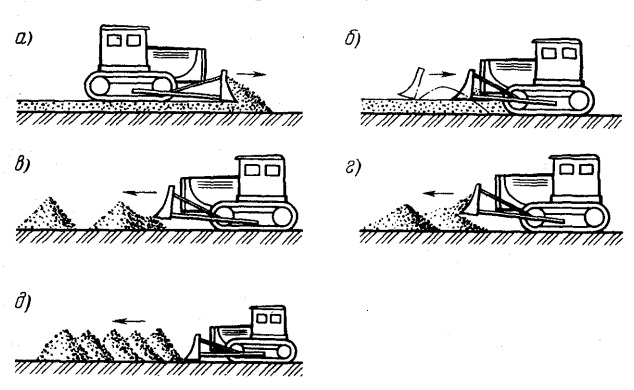 а) б)
в) г)
д)